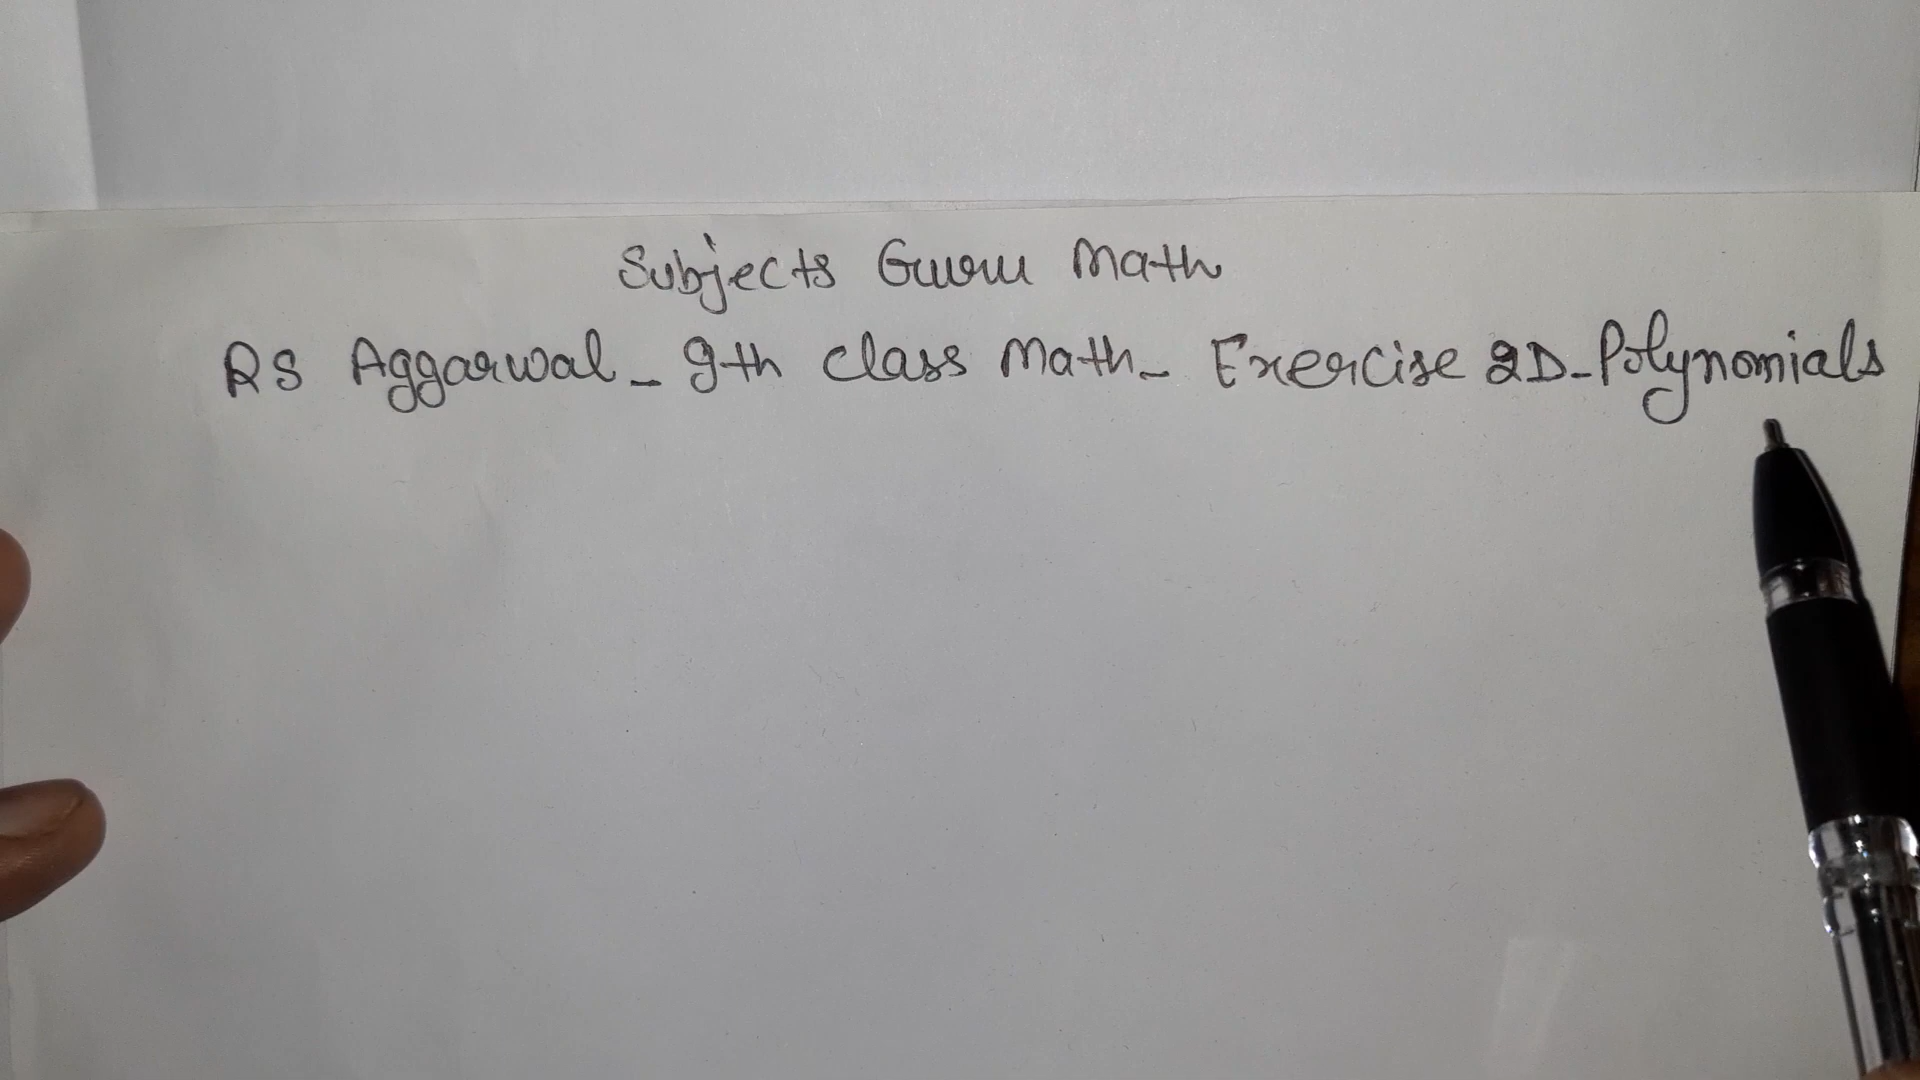 Subjects Guru Math
RS Aggarwal - 9th class Math - Exercise 2D - Polynomials